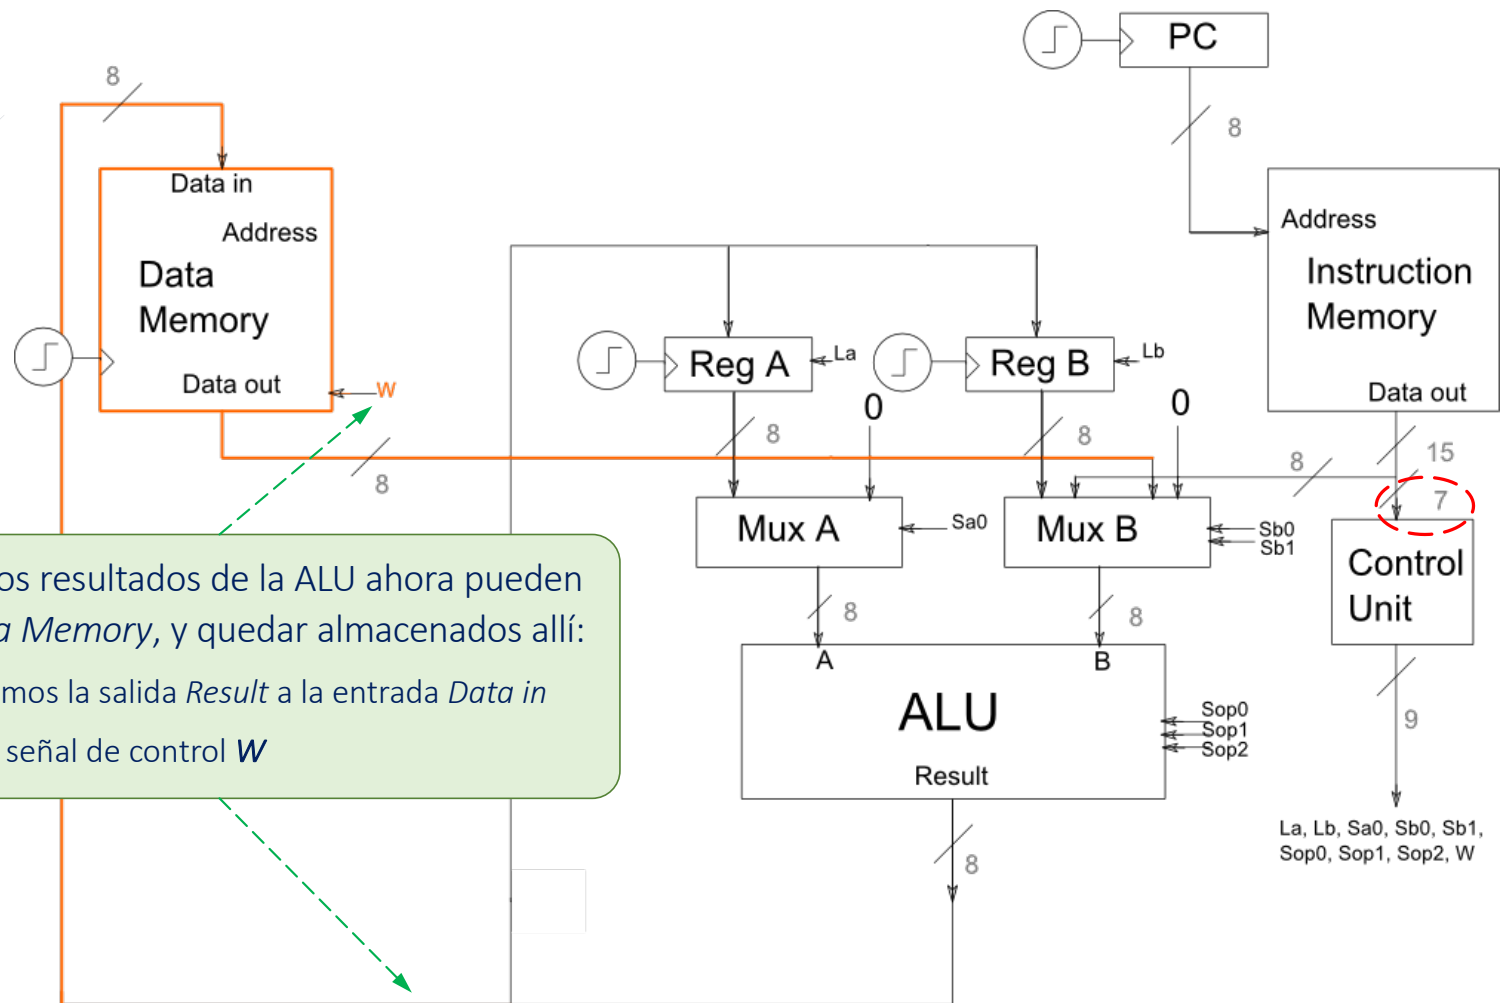 PC
8
8
Data in
Address
Data
Memory
Data out
W
8
Address
Instruction
Memory
Data out
15
7
8
Reg A
La
Reg B
Lb
0
0
8
8
Mux A
Sa0
Mux B
Sb0
Sb1
Control
Unit
8
8
A
B
ALU
Sop0
Sop1
Sop2
Result
9
8
La, Lb, Sa0, Sb0, Sb1,
Sop0, Sop1, Sop2, W
os resultados de la ALU ahora pueden
a Memory, y quedar almacenados allí:
mos la salida Result a la entrada Data in
señal de control W